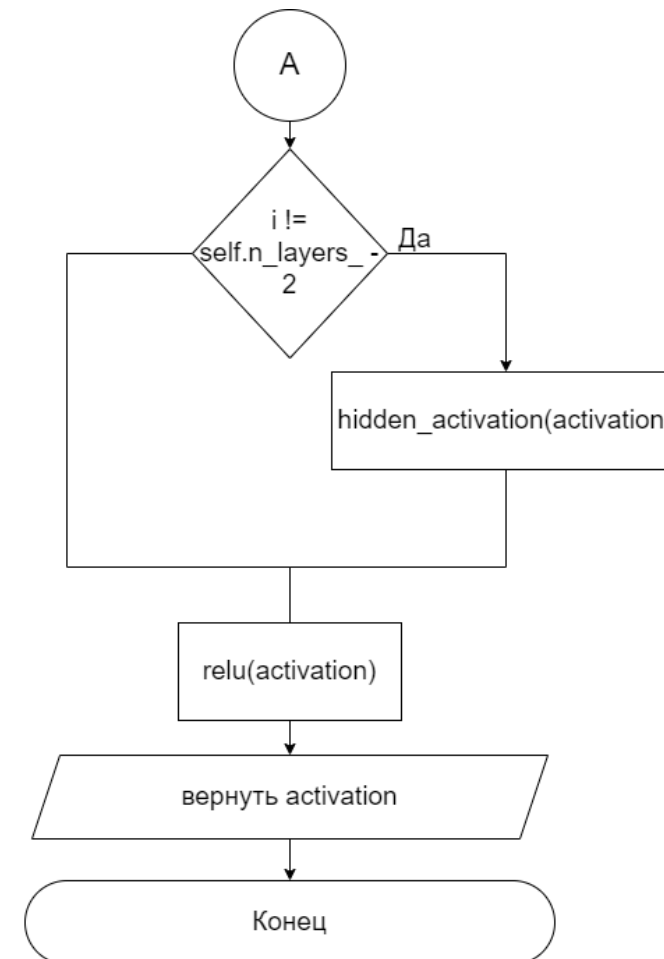 A
i !=
self.n_layers_ -
2
Да
hidden_activation(activation
relu(activation)
вернуть activation
Конец